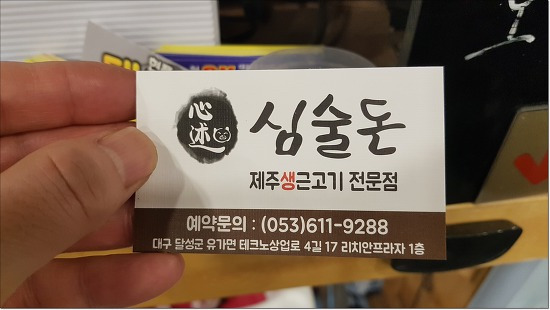 心
述
심술돈
제주생근고기 전문점
예약문의 : (053)611-9288
대구 달성군 유가면 테크노상업로 4길 17 리치안프라자 1층